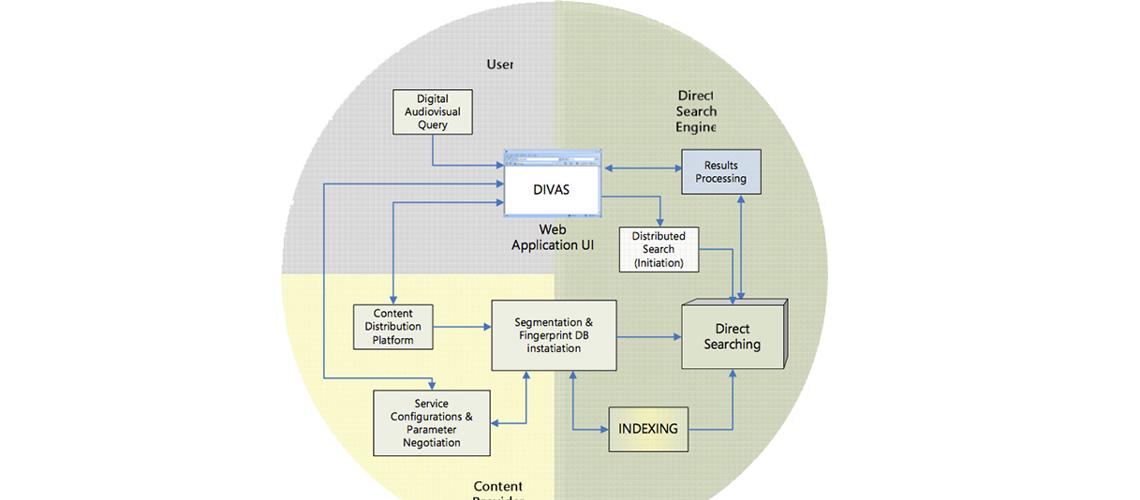 User
Digital
Audiovisual
Query
Direct
Search
Engine
Results
Processing
DIVAS
Web
Application UI
Distributed
Search
(Initiation)
Content
Distribution
Platform
Segmentation &
Fingerprint DB
instatiation
Direct
Searching
Service
Configurations &
Parameter
Negotiation
INDEXING
Content
Provider